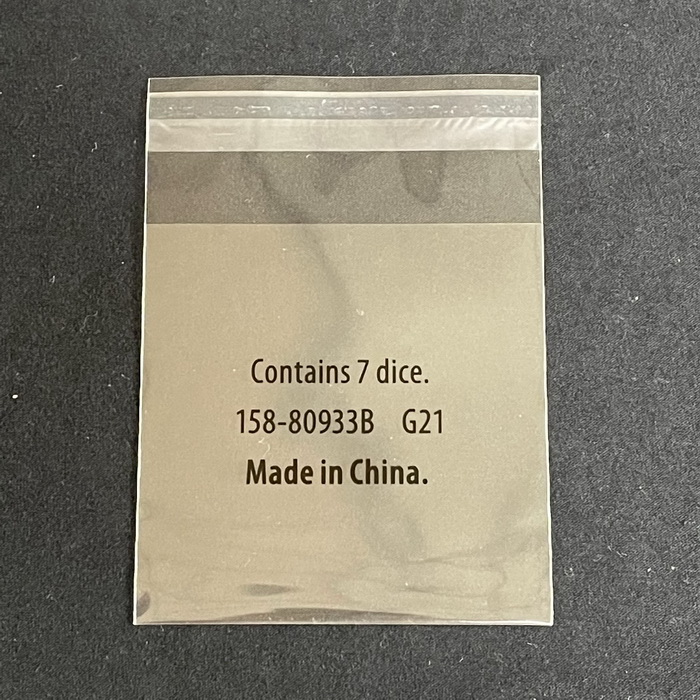 Contains 7 dice.
158-80933B G21
Made in China.